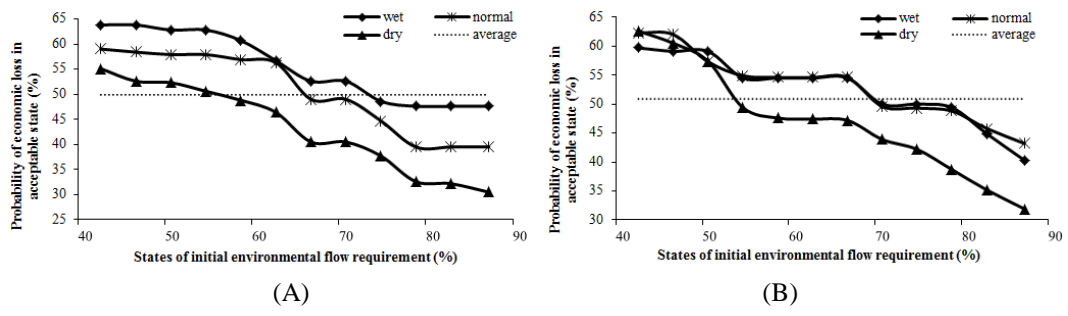 Probability of economic loss in
acceptable state (%)
65
60
55
50
45
40
35
30
25
wet
normal
dry
average
40
50
60
70
80
90
States of initial environmental flow requirement (%)
(A)
Probability of economic loss in
acceptable state (%)
65
60
55
50
45
40
35
30
wet
normal
dry
average
40
50
60
70
80
90
States of initial environmental flow requirement (%)
(B)